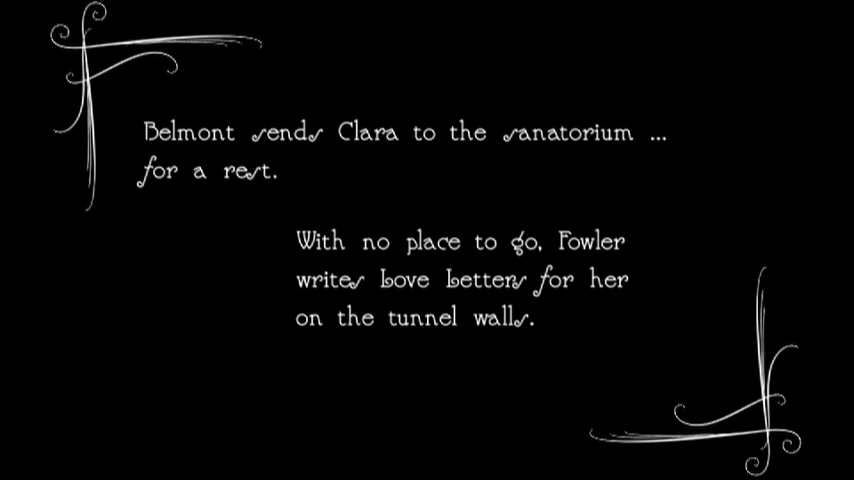 Belmont sends Clara to the sanatorium ...
for a rest.
With no place to go, Fowler
writes Love Letters for her
on the tunnel walls.